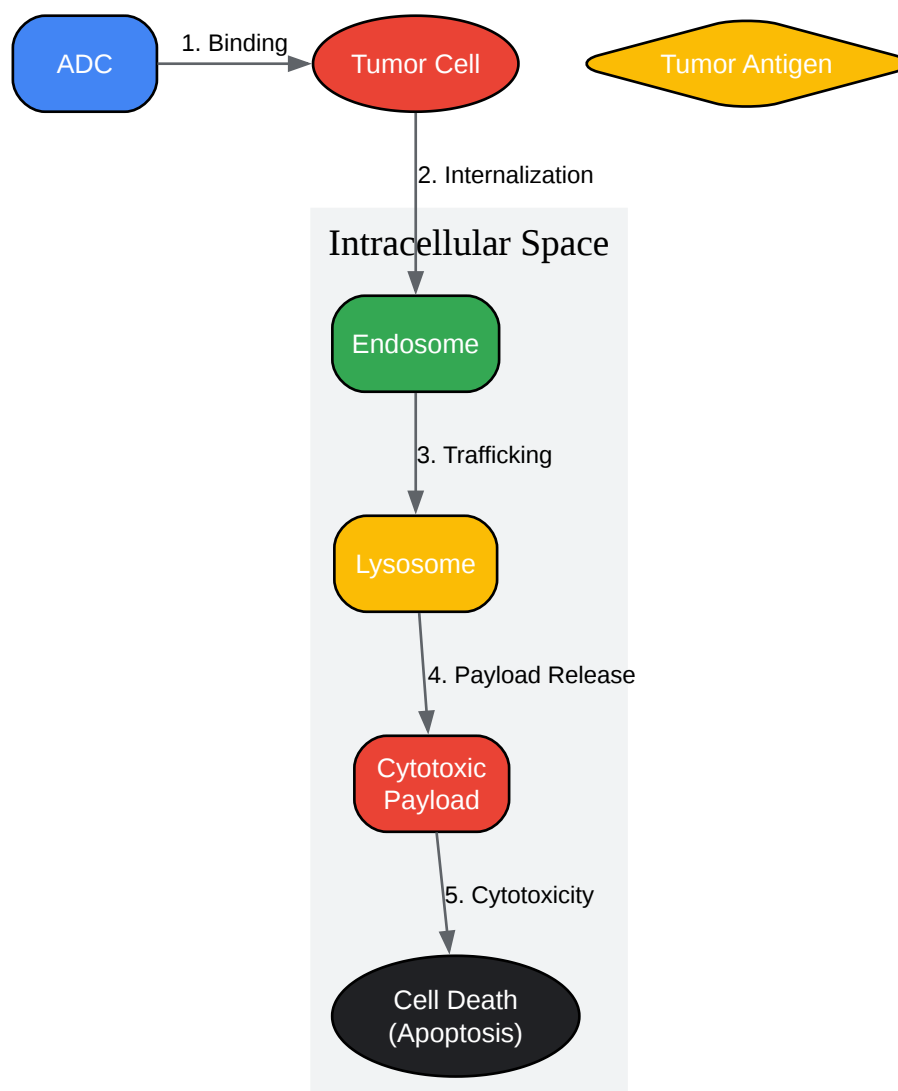 ADC
1. Binding
Tumor Cell
Tumor Antigen
2. Internalization
Intracellular Space
Endosome
3. Trafficking
Lysosome
4. Payload Release
Cytotoxic
Payload
5. Cytotoxicity
Cell Death
(Apoptosis)